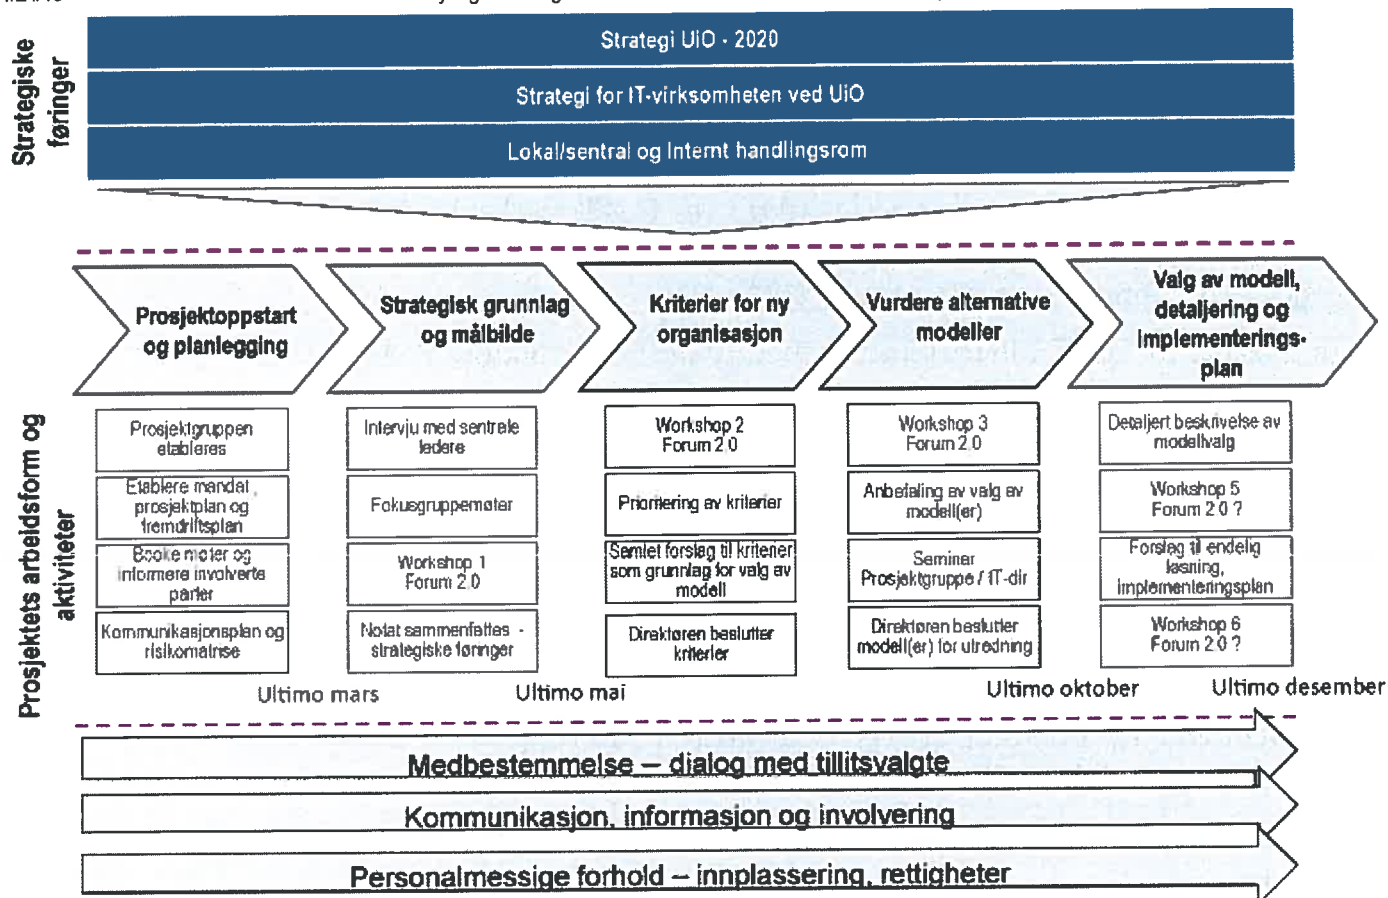 Strategiske
føringer
Strategi UiO - 2020
Strategi for IT-virksomheten ved UiO
Lokal/sentral og Internt handlingsrom
Prosjektoppstart
og planlegging
Strategisk grunnlag
og målbilde
Kriterier for ny
organisasjon
Vurdere alternative
modeller
Valg av modell,
detaljering og
implementerings-
plan
Prosjektets arbeidsform og
aktiviteter
Prosjektgruppen
etableres
Etablere mandat,
prosjektplan og
fremdriftsplan
Booke møter og
informere involverte
parter
Kommunikasjonsplan og
risikomatrise
Intervju med sentrale
ledere
Fokusgruppemøter
Workshop 1
Forum 2.0
Notat sammenfattes -
strategiske føringer
Workshop 2
Forum 2.0
Prioritering av kriterier
Samlet forslag til kriterier
som grunnlag for valg av
modell
Direktøren beslutter
kriterier
Workshop 3
Forum 2.0
Anbefaling av valg av
modell(er)
Seminar
Prosjektgruppe / IT-dir
Direktøren beslutter
modell(er) for utredning
Detaljert beskrivelse av
modellvalg
Workshop 5
Forum 2.0 ?
Forslag til endelig
løsning,
implementeringsplan
Workshop 6
Forum 2.0 ?
Ultimo mars
Ultimo mai
Ultimo oktober
Ultimo desember
Medbestemmelse – dialog med tillitsvalgte
Kommunikasjon, informasjon og involvering
Personalmessige forhold – innplassering, rettigheter